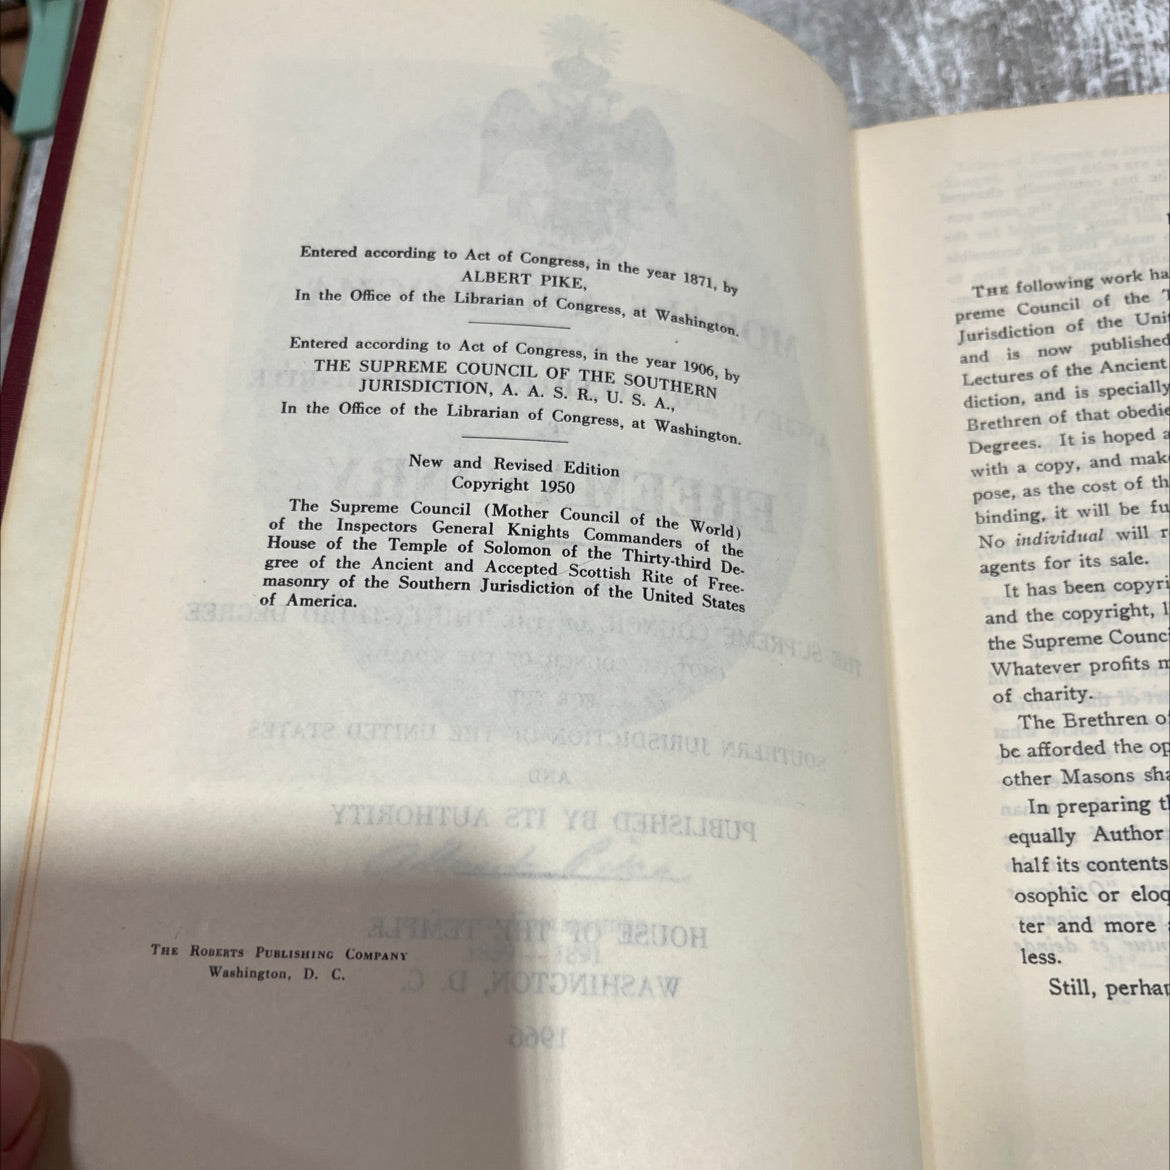 Entered according to Act of Congress, in the year 1871, by
ALBERT PIKE,
In the Office of the Librarian of Congress, at Washington.
Entered according to Act of Congress, in the year 1906, by
THE SUPREME COUNCIL OF THE SOUTHERN
JURISDICTION, A. A. S. R., U. S. A.,
In the Office of the Librarian of Congress, at Washington.
New and Revised Edition
Copyright 1950
The Supreme Council (Mother Council of the World)
of the Inspectors General Knights Commanders of the
House of the Temple of Solomon of the Thirty-third De-
gree of the Ancient and Accepted Scottish Rite of Free-
masonry of the Southern Jurisdiction of the United States
of America.
THE ROBERTS PUBLISHING COMPANY
Washington, D. C.
THE following work ha
preme Council of the T
Jurisdiction of the Unit
and is now published
Lectures of the Ancient
diction, and is specially
Brethren of that obedie
Degrees. It is hoped a
with a copy, and mak
pose, as the cost of th
binding, it will be fu
No individual will r
agents for its sale.
It has been copyri
and the copyright, l
the Supreme Counc
Whatever profits m
of charity.
The Brethren o
be afforded the op
other Masons sha
In preparing th
equally Author
half its contents
osophic or eloq
ter and more
less.
Still, perhap